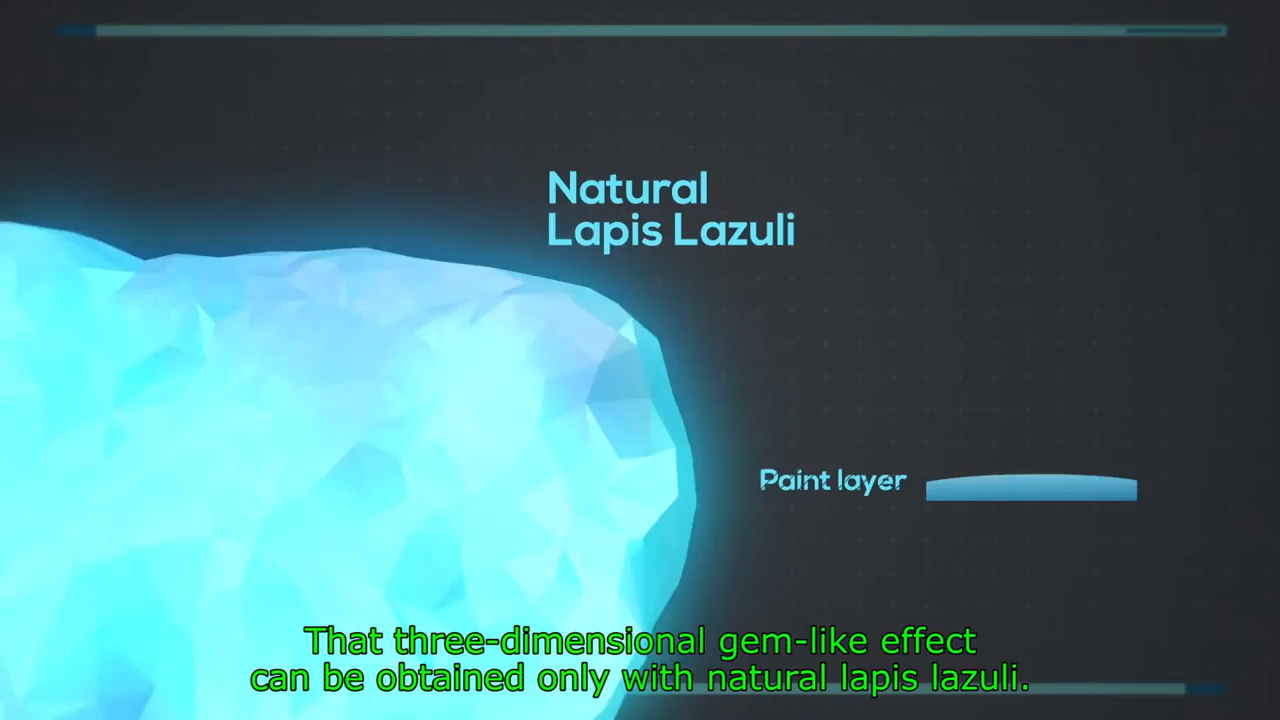 Natural
Lapis Lazuli
Paint layer
That three-dimensional gem-like effect
can be obtained only with natural lapis lazuli.